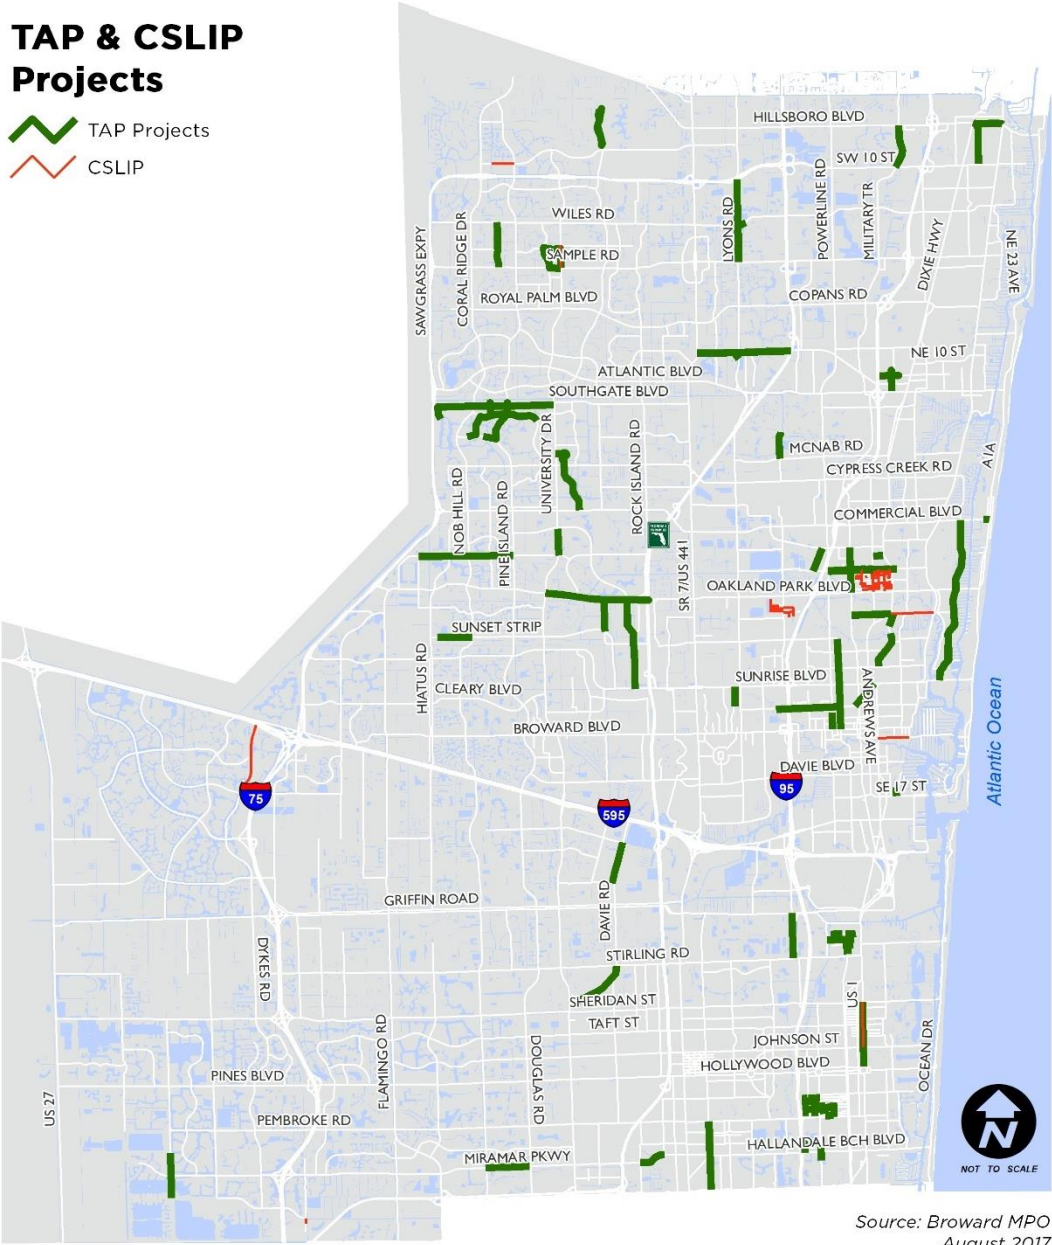 TAP & CSLIP
Projects
TAP Projects
CSLIP
HILLSBORO BLVD
SW 10 ST
POWERLINE RD
MILITARY TR
LYONS RD
WILES RD
SAMPLE RD
DIXIE HWY
NE 23 AVE
SAWGRASS EXPY
CORAL RIDGE DR
ROYAL PALM BLVD
COPANS RD
NE 10 ST
ATLANTIC BLVD
SOUTHGATE BLVD
UNIVERSITY DR
ROCK ISLAND RD
MCNAB RD
CYPRESS CREEK RD
A1A
NOB HILL RD
PINE ISLAND RD
COMMERCIAL BLVD
SR 7/US 441
OAKLAND PARK BLVD
SUNSET STRIP
HIATUS RD
CLEARY BLVD
SUNRISE BLVD
ANDREWS AVE
BROWARD BLVD
Atlantic Ocean
DAVIE BLVD
SE 17 ST
75
595
95
GRIFFIN ROAD
DAVIE RD
DYKES RD
STIRLING RD
SHERIDAN ST
TAFT ST
US 1
JOHNSON ST
HOLLYWOOD BLVD
OCEAN DR
FLAMINGO RD
DOUGLAS RD
PINES BLVD
US 27
PEMBROKE RD
MIRAMAR PKWY
HALLANDALE BCH BLVD
N
NOT TO SCALE
Source: Broward MPO
August 2017